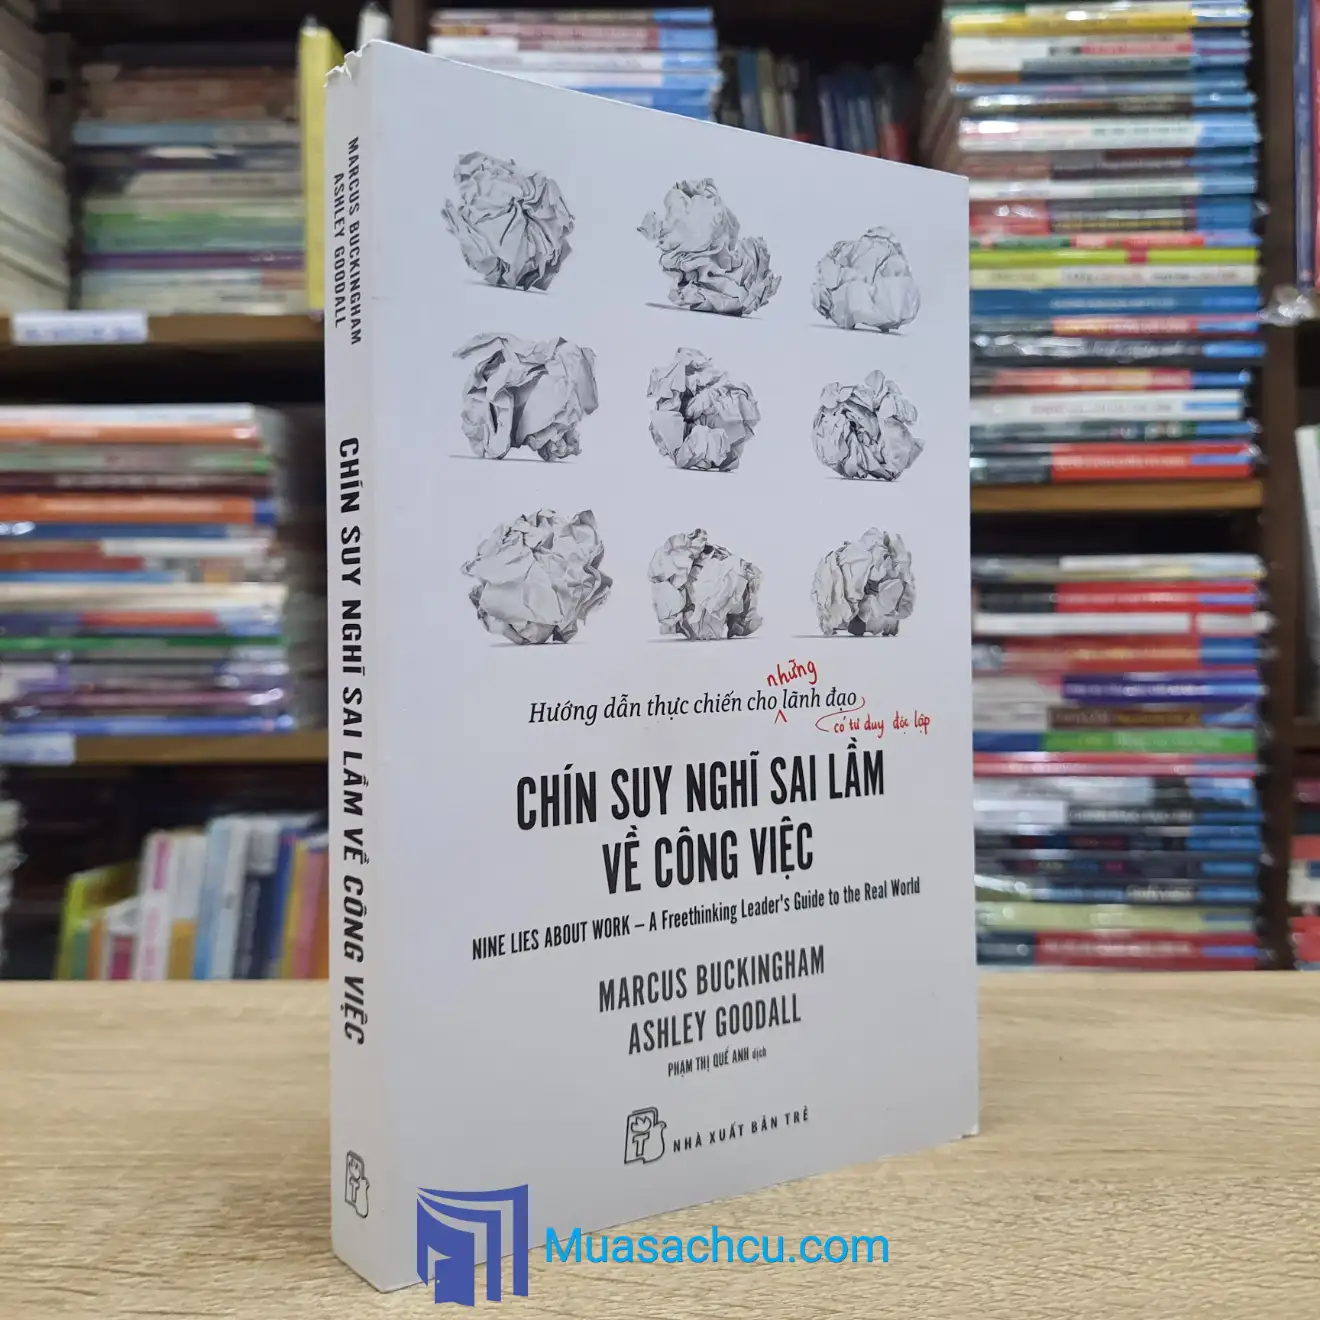 MARCUS BUCKINGHAM
ASHLEY GOODALL
CHÍN SUY NGHĨ SAI LẦM VỀ CÔNG VIỆC
những
Hướng dẫn thực chiến cho lãnh đạo
có tư duy độc lập
CHÍN SUY NGHĨ SAI LẦM
VỀ CÔNG VIỆC
NINE LIES ABOUT WORK – A Freethinking Leader's Guide to the Real World
MARCUS BUCKINGHAM
ASHLEY GOODALL
PHẠM THỊ QUẾ ANH dịch
NHÀ XUẤT BẢN TRẺ
Muasachcu.com